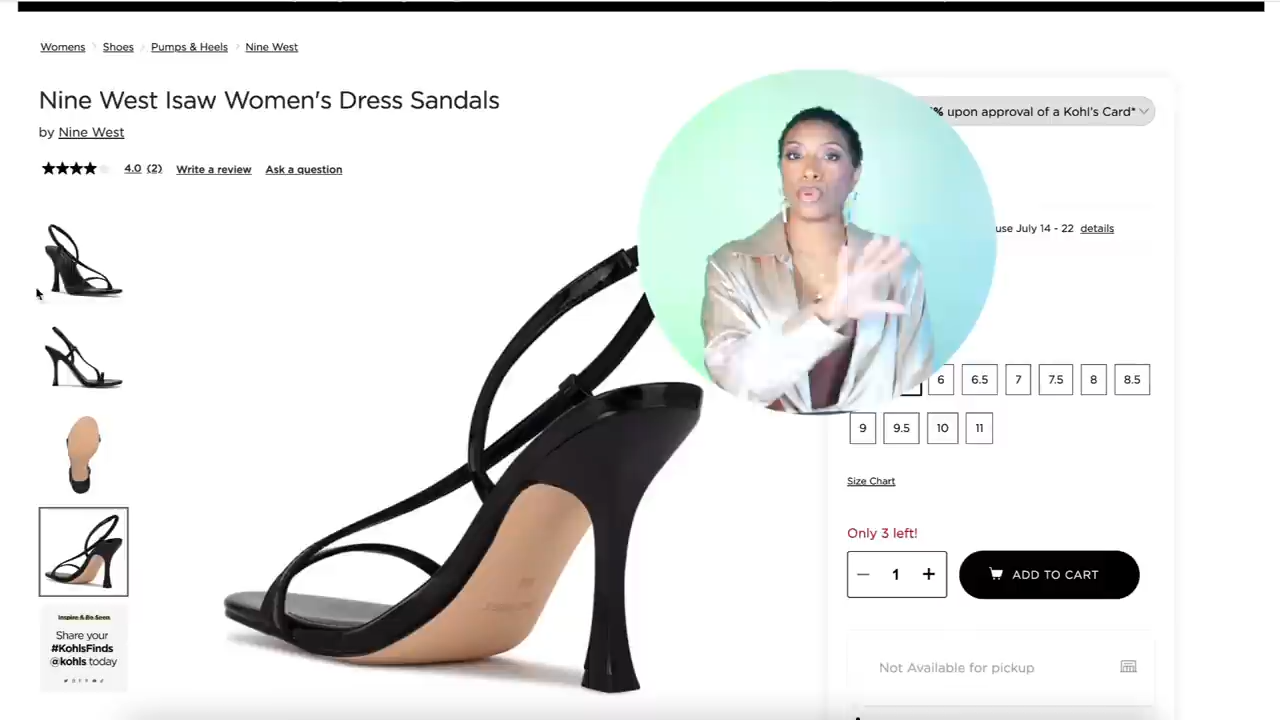 Womens Shoes Pumps & Heels Nine West
Nine West Isaw Women's Dress Sandals
by Nine West
4.0 (2) Write a review Ask a question
% upon approval of a Kohl's Card*
use July 14 - 22 details
6 6.5 7 7.5 8 8.5
9 9.5 10 11
Size Chart
Only 3 left!
− 1 + ADD TO CART
Not Available for pickup
Inspire & Be Seen
Share your
#KohlsFinds
@kohls today